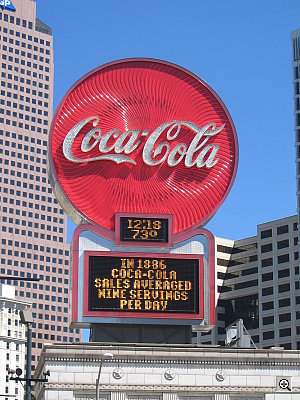 Coca-Cola
12:18
73°
IN 1886
COCA-COLA
SALES AVERAGED
NINE SERVINGS
PER DAY